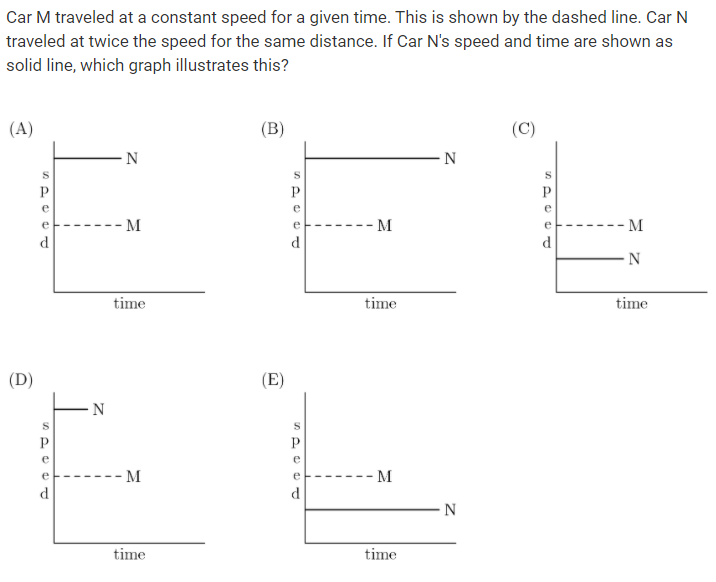 Car M traveled at a constant speed for a given time. This is shown by the dashed line. Car N
traveled at twice the speed for the same distance. If Car N's speed and time are shown as
solid line, which graph illustrates this?
(A)
speed
N
M
time
(B)
speed
N
M
time
(C)
speed
M
N
time
(D)
speed
N
M
time
(E)
speed
M
N
time